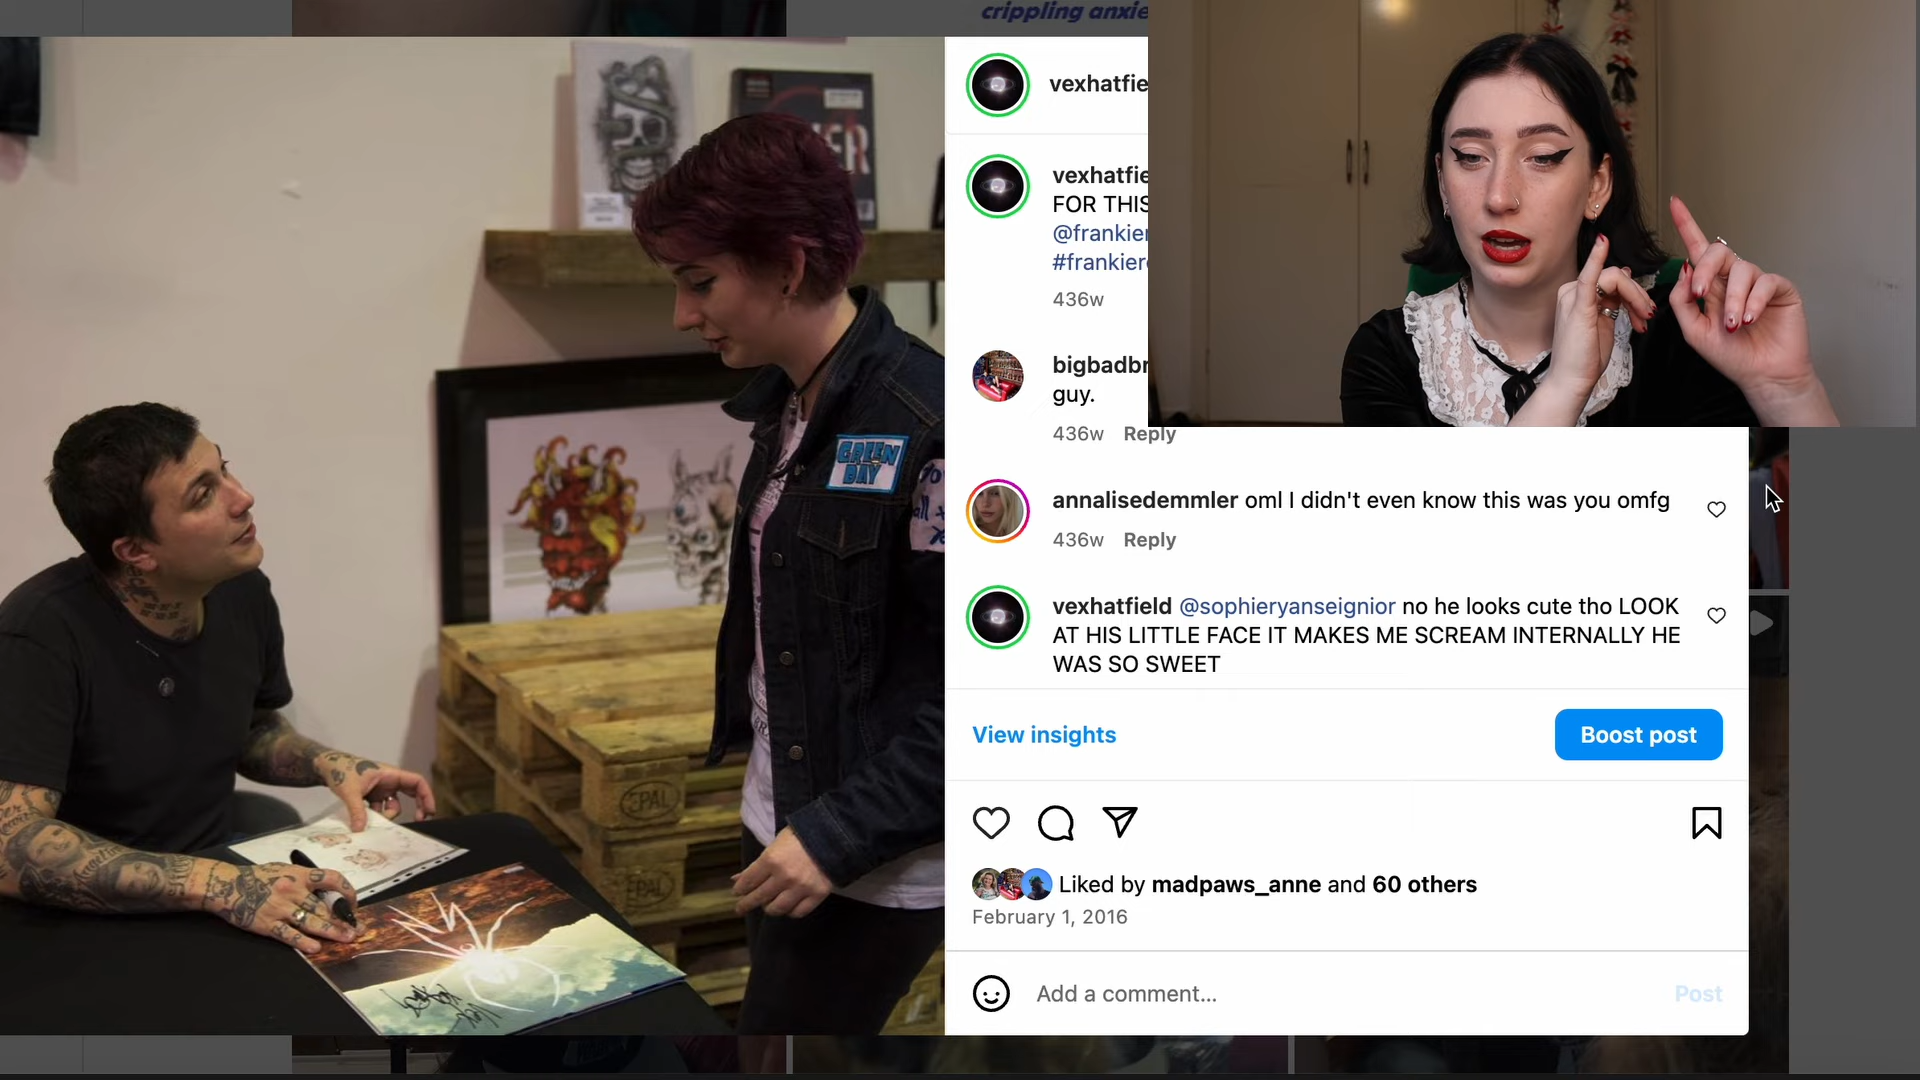 crippling anxie
vexhatfie
vexhatfie
FOR THIS
@frankier
#frankier
436w
bigbadbr
guy.
436w Reply
annalisedemmler oml I didn't even know this was you omfg
436w Reply
vexhatfield @sophieryanseignior no he looks cute tho LOOK
AT HIS LITTLE FACE IT MAKES ME SCREAM INTERNALLY HE
WAS SO SWEET
View insights
Boost post
Liked by madpaws_anne and 60 others
February 1, 2016
Add a comment...
Post
GREEN
DAY
EPAL
EPAL